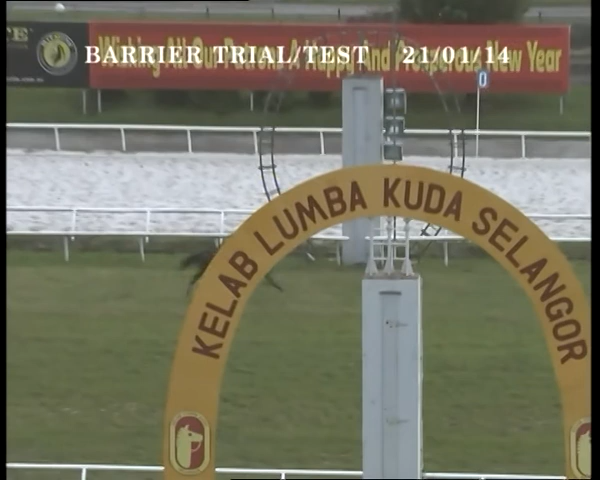 BARRIER TRIAL/TEST 21/01/14
Wishing All Our Patrons A Happy And Prosperous New Year
0
KELAB LUMBA KUDA SELANGOR